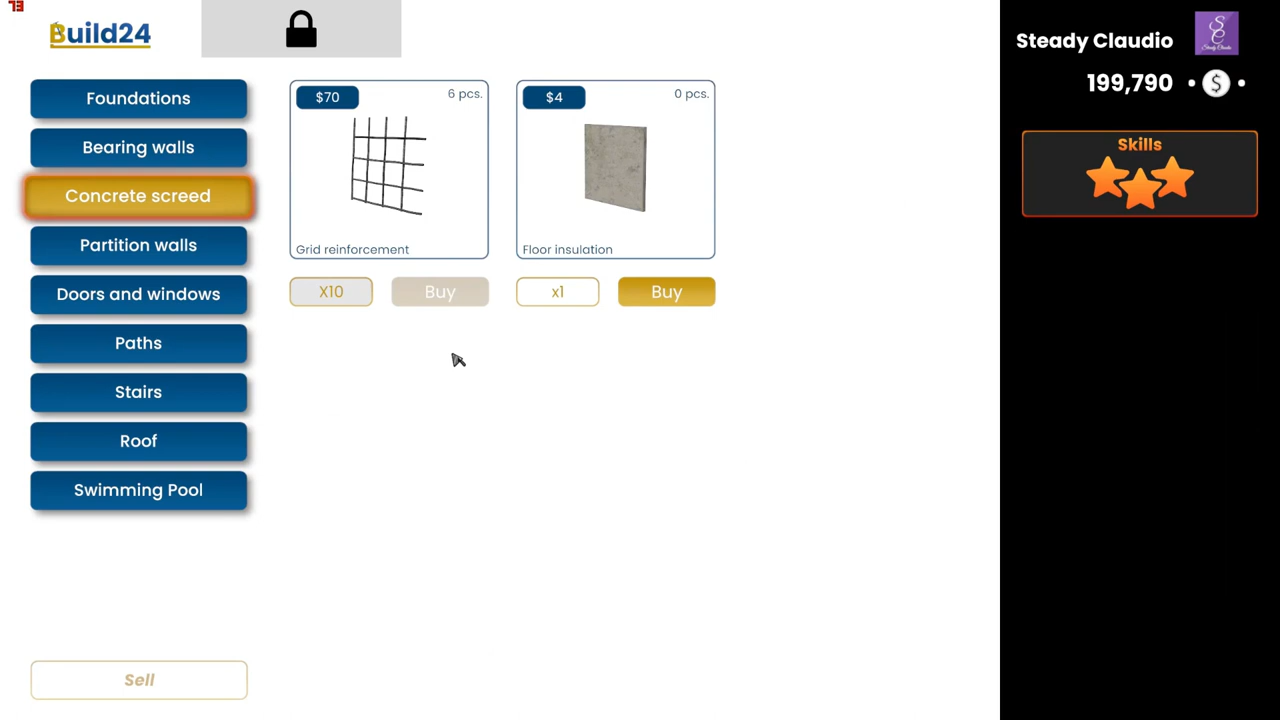 Build24
Foundations
Bearing walls
Concrete screed
Partition walls
Doors and windows
Paths
Stairs
Roof
Swimming Pool
Sell
$70
6 pcs.
Grid reinforcement
X10
Buy
$4
0 pcs.
Floor insulation
x1
Buy
Steady Claudio
199,790 • $ •
Skills